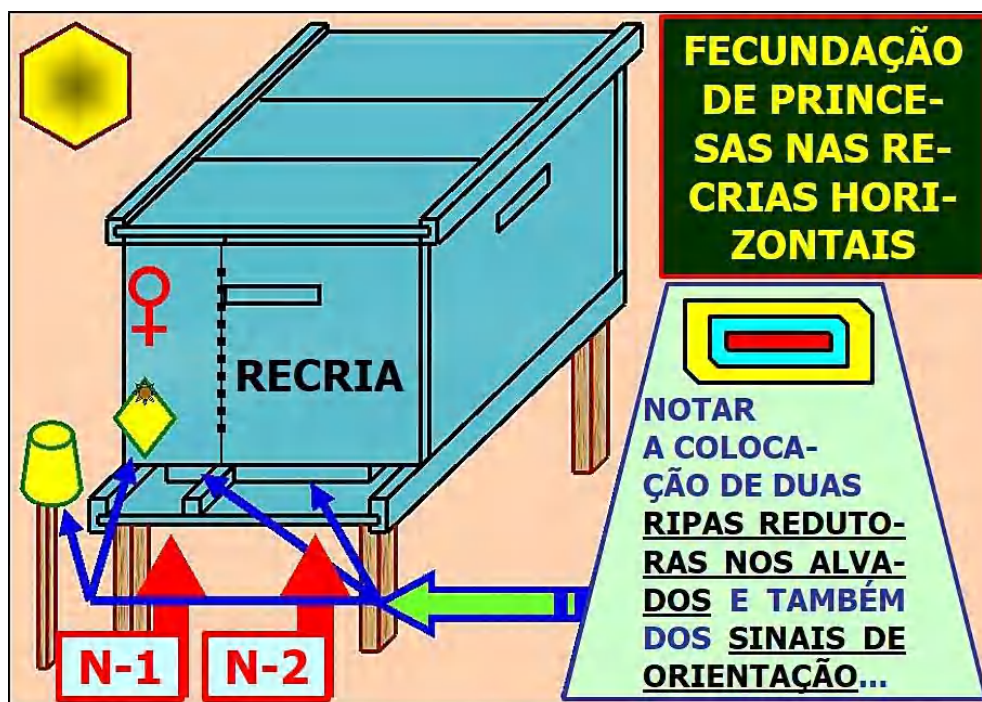 FECUNDAÇÃO
DE PRINCE-
SAS NAS RE-
CRIAS HORI-
ZONTAIS
RECRIA
NOTAR
A COLOCA-
ÇÃO DE DUAS
RIPAS REDUTO-
RAS NOS ALVA-
DOS E TAMBÉM
DOS SINAIS DE
ORIENTAÇÃO...
N-1
N-2